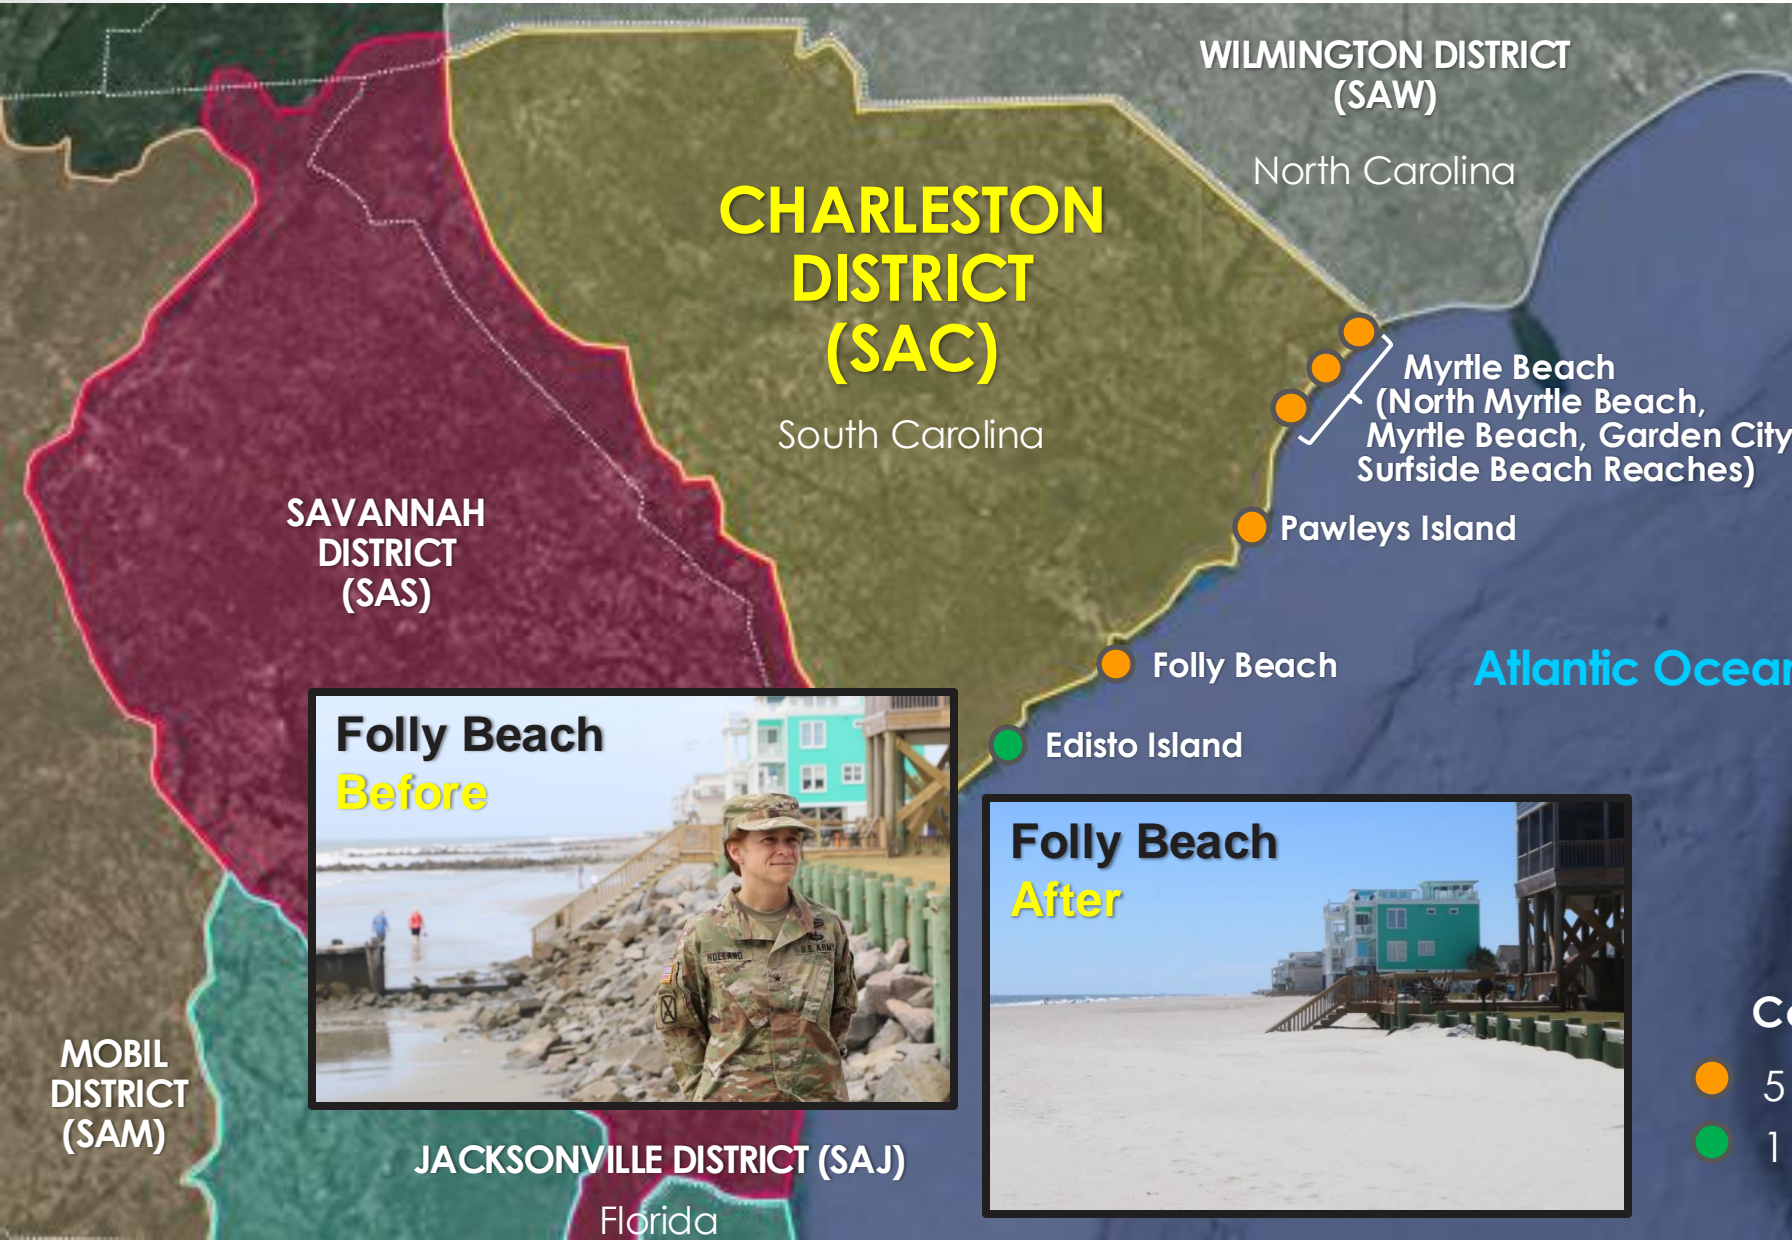 WILMINGTON DISTRICT
(SAW)
North Carolina
CHARLESTON
DISTRICT
(SAC)
South Carolina
Myrtle Beach
(North Myrtle Beach,
Myrtle Beach, Garden City
Surfside Beach Reaches)
SAVANNAH
DISTRICT
(SAS)
Pawleys Island
Folly Beach
Atlantic Ocean
Edisto Island
Folly Beach
Before
HOLLAND
U.S. ARMY
Folly Beach
After
MOBIL
DISTRICT
(SAM)
JACKSONVILLE DISTRICT (SAJ)
Florida
5
1